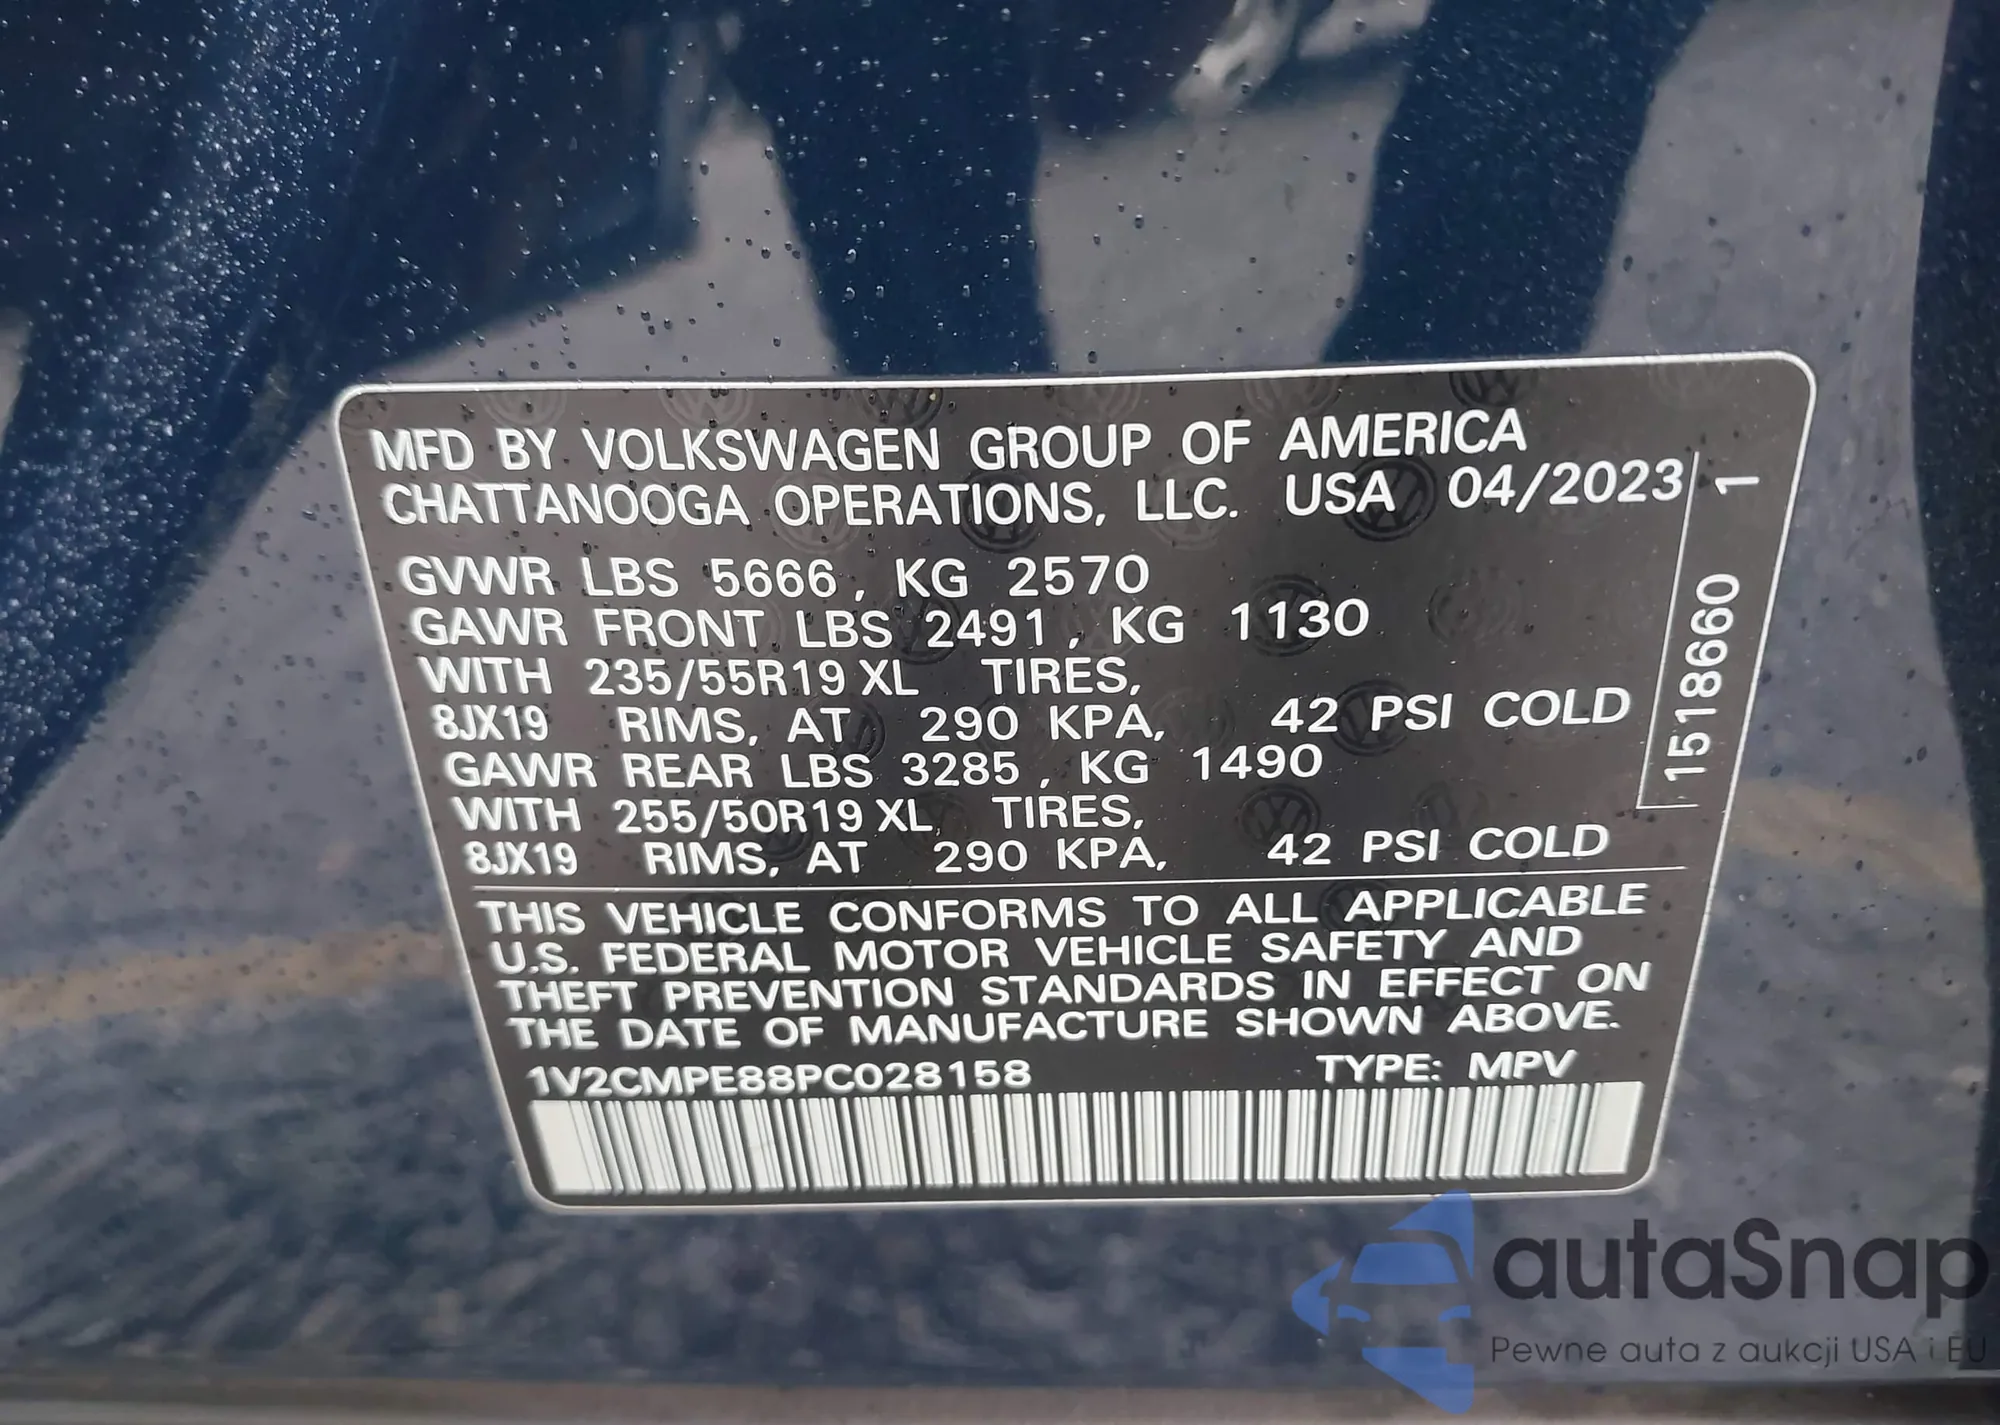 MFD BY VOLKSWAGEN GROUP OF AMERICA
CHATTANOOGA OPERATIONS, LLC. USA 04/2023
GVWR LBS 5666, KG 2570
GAWR FRONT LBS 2491, KG 1130
WITH 235/55R19 XL TIRES,
8JX19 RIMS, AT 290 KPA, 42 PSI COLD
GAWR REAR LBS 3285, KG 1490
WITH 255/50R19 XL TIRES,
8JX19 RIMS, AT 290 KPA, 42 PSI COLD
1518660 1
THIS VEHICLE CONFORMS TO ALL APPLICABLE
U.S. FEDERAL MOTOR VEHICLE SAFETY AND
THEFT PREVENTION STANDARDS IN EFFECT ON
THE DATE OF MANUFACTURE SHOWN ABOVE.
1V2CMPE88PC028158 TYPE: MPV
autaSnap
Pewne auta z aukcji USA i EU